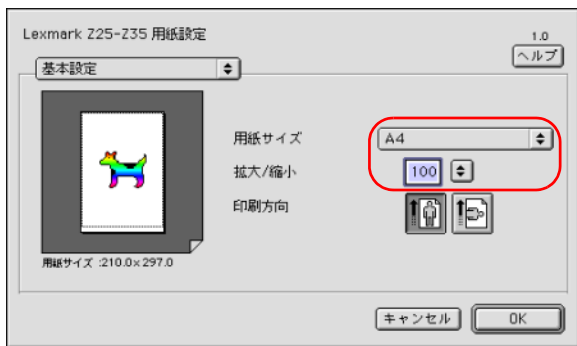 Lexmark Z25-Z35 用紙設定
1.0
ヘルプ
基本設定
用紙サイズ
A4
拡大/縮小
100
印刷方向
用紙サイズ :210.0×297.0
キャンセル
OK